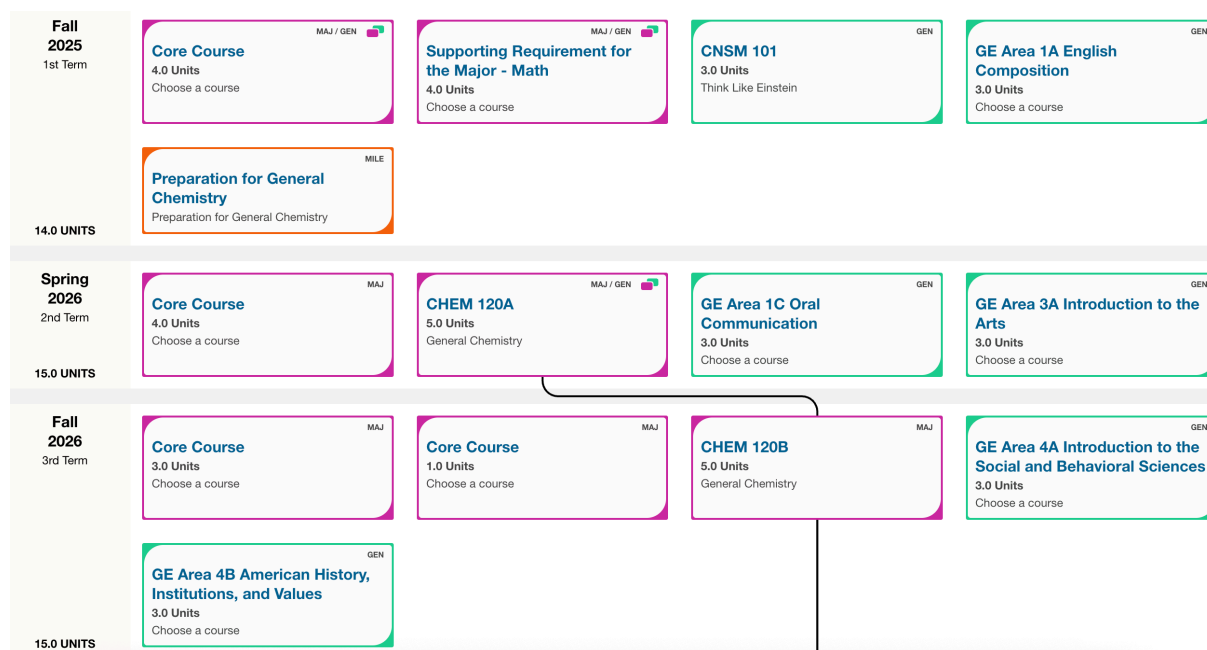 Fall
2025
1st Term
14.0 UNITS
MAJ / GEN
Core Course
4.0 Units
Choose a course
MAJ / GEN
Supporting Requirement for
the Major - Math
4.0 Units
Choose a course
GEN
CNSM 101
3.0 Units
Think Like Einstein
GEN
GE Area 1A English
Composition
3.0 Units
Choose a course
MILE
Preparation for General
Chemistry
Preparation for General Chemistry
Spring
2026
2nd Term
15.0 UNITS
MAJ
Core Course
4.0 Units
Choose a course
MAJ / GEN
CHEM 120A
5.0 Units
General Chemistry
GEN
GE Area 1C Oral
Communication
3.0 Units
Choose a course
GEN
GE Area 3A Introduction to the
Arts
3.0 Units
Choose a course
Fall
2026
3rd Term
15.0 UNITS
MAJ
Core Course
3.0 Units
Choose a course
MAJ
Core Course
1.0 Units
Choose a course
MAJ
CHEM 120B
5.0 Units
General Chemistry
GEN
GE Area 4A Introduction to the
Social and Behavioral Sciences
3.0 Units
Choose a course
GEN
GE Area 4B American History,
Institutions, and Values
3.0 Units
Choose a course